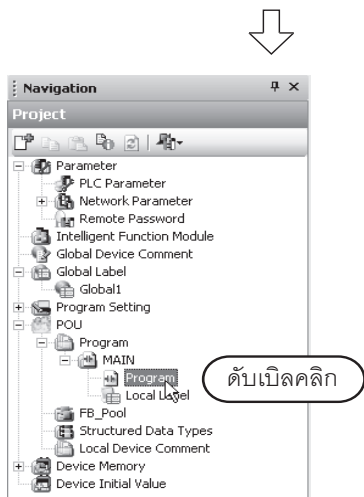 Navigation
Project
Parameter
PLC Parameter
Network Parameter
Remote Password
Intelligent Function Module
Global Device Comment
Global Label
Global1
Program Setting
POU
Program
MAIN
Program
ดับเบิลคลิก
Local Label
FB_Pool
Structured Data Types
Local Device Comment
Device Memory
Device Initial Value